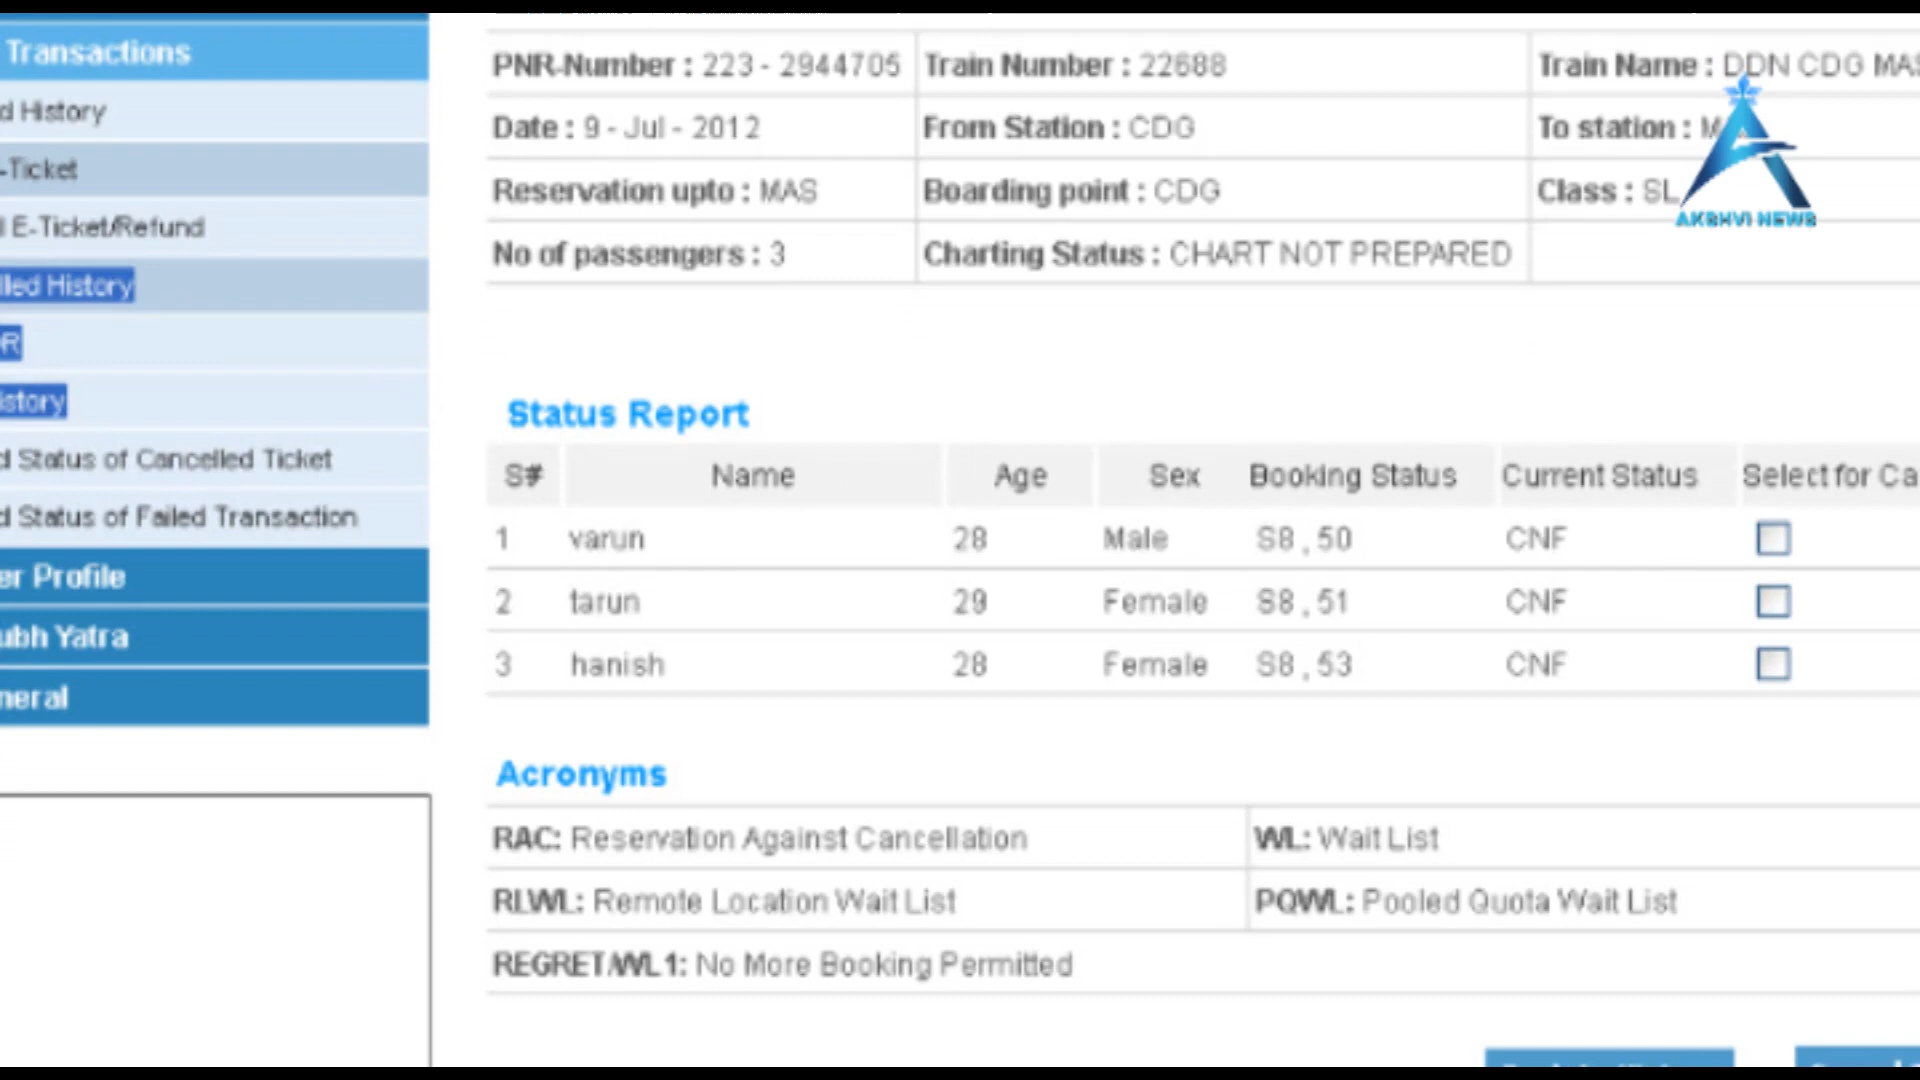 Transactions
d History
-Ticket
l E-Ticket/Refund
lled History
R
istory
d Status of Cancelled Ticket
d Status of Failed Transaction
er Profile
ubh Yatra
neral
PNR-Number : 223 - 2944705 Train Number : 22688 Train Name : DDN CDG MAS
Date : 9 - Jul - 2012 From Station : CDG To station : M
Reservation upto : MAS Boarding point : CDG Class : SL
No of passengers : 3 Charting Status : CHART NOT PREPARED
AKSHVI NEWS
Status Report
S# Name Age Sex Booking Status Current Status Select for Ca
1 varun 28 Male S8 , 50 CNF
2 tarun 29 Female S8 , 51 CNF
3 hanish 28 Female S8 , 53 CNF
Acronyms
RAC: Reservation Against Cancellation WL: Wait List
RLWL: Remote Location Wait List PQWL: Pooled Quota Wait List
REGRET/WL1: No More Booking Permitted